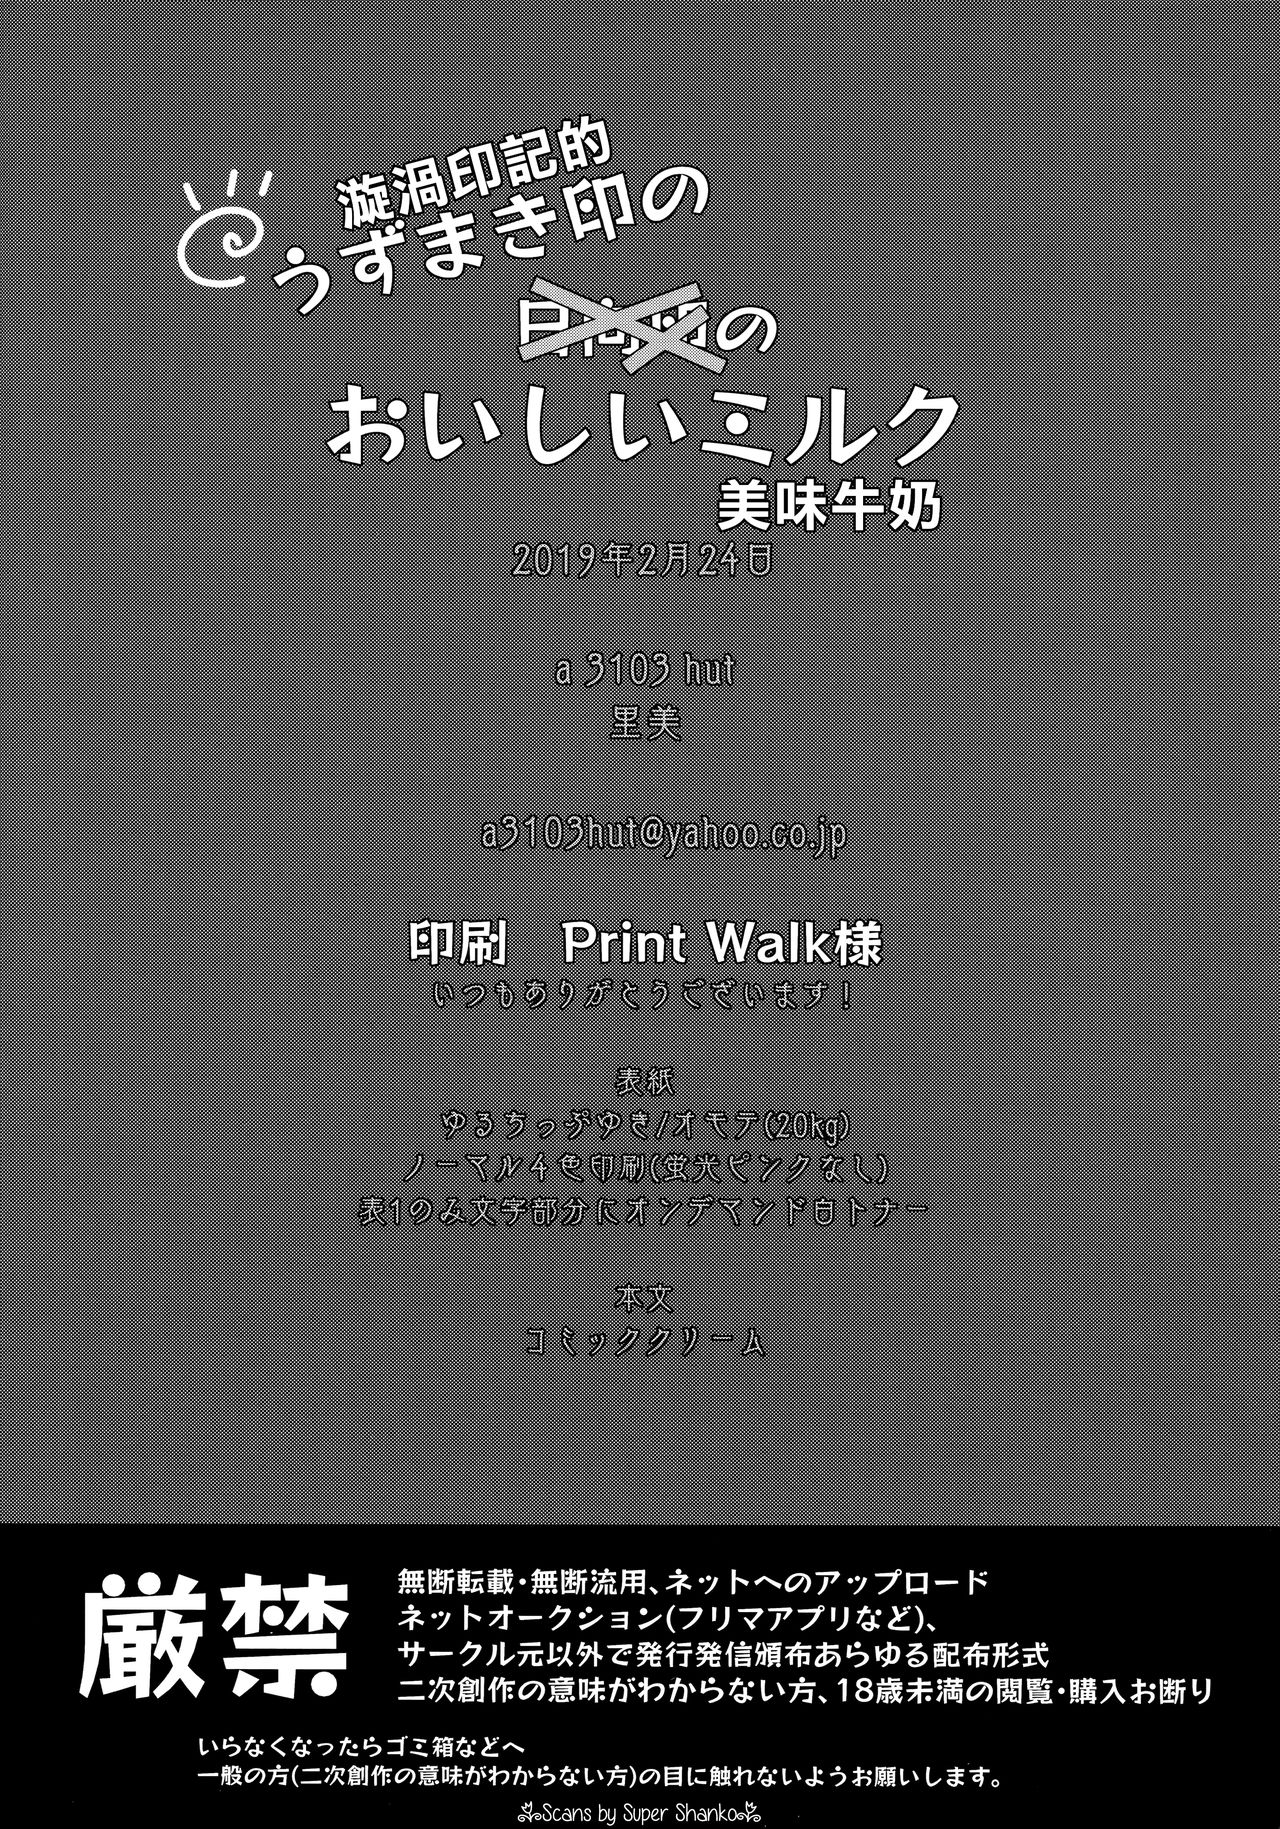 漩渦印記的
うずまき印の
日向印の
おいしいミルク
美味牛奶
2019年2月24日
a 3103 hut
里美
a3103hut@yahoo.co.jp
印刷　Print Walk様
いつもありがとうございます!
表紙
ゆるちっぷゆき/オモテ(20kg)
ノーマル4色印刷(蛍光ピンクなし)
表1のみ文字部分にオンデマンド白トナー
本文
コミッククリーム
厳禁
無断転載・無断流用、ネットへのアップロード
ネットオークション(フリマアプリなど)、
サークル元以外で発行発信頒布あらゆる配布形式
二次創作の意味がわからない方、18歳未満の閲覧・購入お断り
いらなくなったらゴミ箱などへ
一般の方(二次創作の意味がわからない方)の目に触れないようお願いします。
Scans by Super Shanko